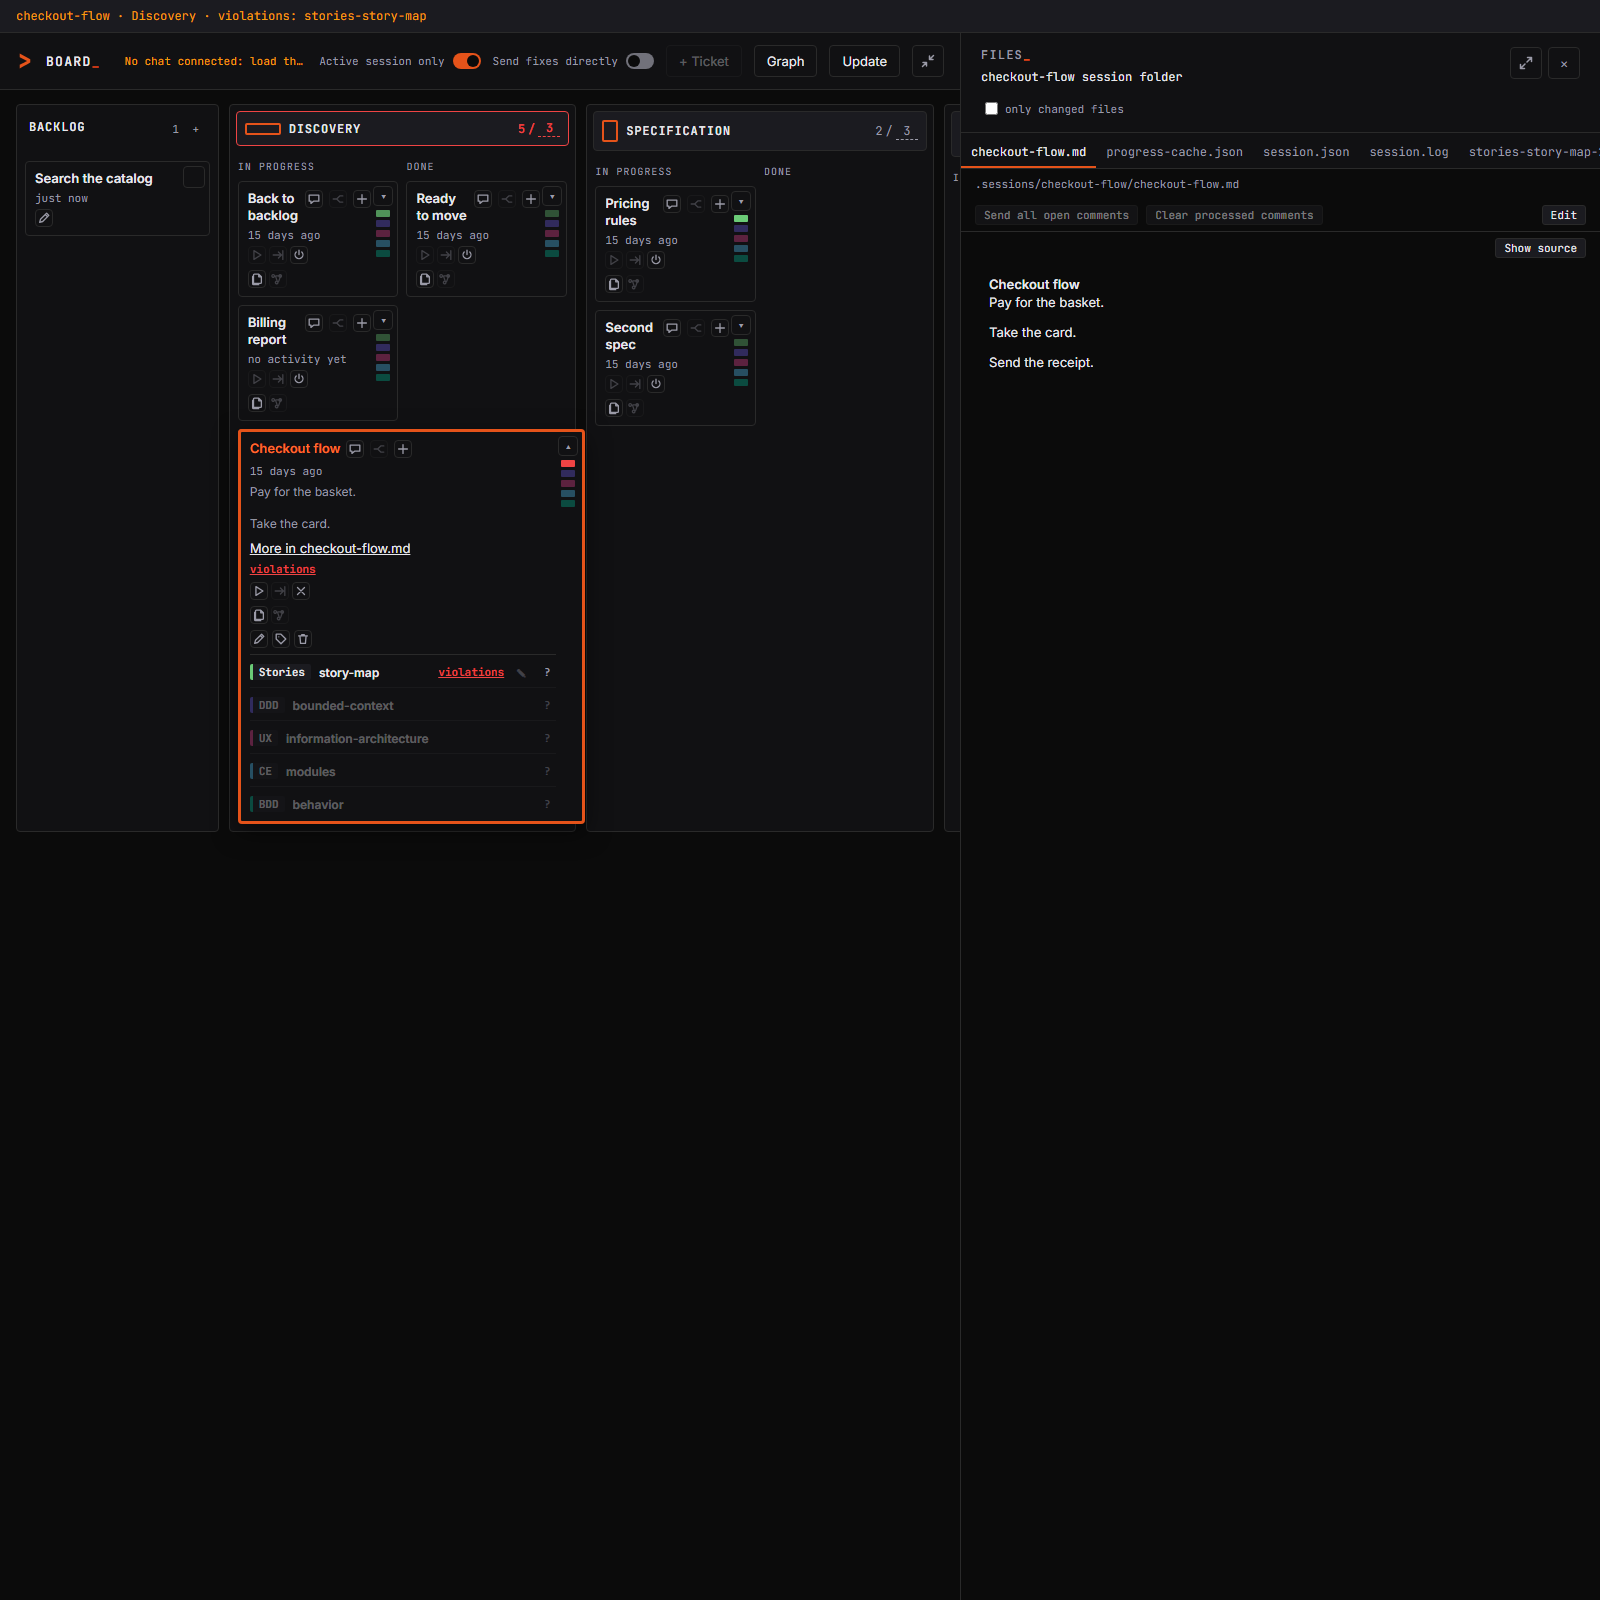 checkout-flow · Discovery · violations: stories-story-map
> BOARD_
No chat connected: load th…
Active session only
Send fixes directly
+ Ticket
Graph
Update
BACKLOG
1 +
Search the catalog
just now
DISCOVERY
5 / 3
IN PROGRESS
DONE
Back to
backlog
15 days ago
Ready
to move
15 days ago
Billing
report
no activity yet
Checkout flow
15 days ago
Pay for the basket.
Take the card.
More in checkout-flow.md
violations
Stories story-map violations ?
DDD bounded-context ?
UX information-architecture ?
CE modules ?
BDD behavior ?
SPECIFICATION
2 / 3
IN PROGRESS
DONE
Pricing
rules
15 days ago
Second
spec
15 days ago
FILES_
checkout-flow session folder
only changed files
checkout-flow.md
progress-cache.json
session.json
session.log
stories-story-map-
.sessions/checkout-flow/checkout-flow.md
Send all open comments
Clear processed comments
Edit
Show source
Checkout flow
Pay for the basket.
Take the card.
Send the receipt.